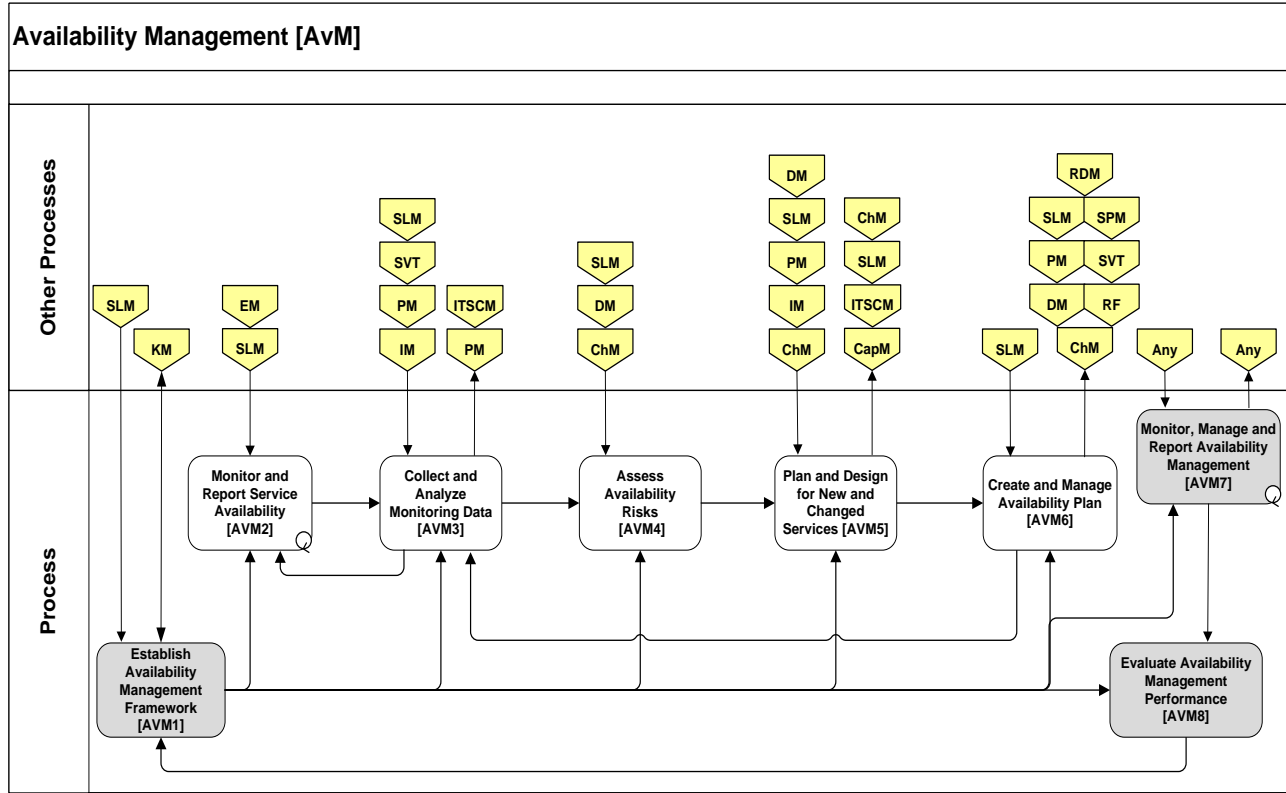 Availability Management [AvM]
Other Processes
SLM
KM
EM
SLM
SLM
SVT
PM
IM
ITSCM
PM
SLM
DM
ChM
DM
SLM
PM
IM
ChM
ChM
SLM
ITSCM
CapM
SLM
RDM
SLM
SPM
PM
SVT
DM
RF
ChM
Any
Any
Process
Establish
Availability
Management
Framework
[AVM1]
Monitor and
Report Service
Availability
[AVM2]
Collect and
Analyze
Monitoring Data
[AVM3]
Assess
Availability
Risks
[AVM4]
Plan and Design
for New and
Changed
Services [AVM5]
Create and Manage
Availability Plan
[AVM6]
Monitor, Manage and
Report Availability
Management
[AVM7]
Evaluate Availability
Management
Performance
[AVM8]